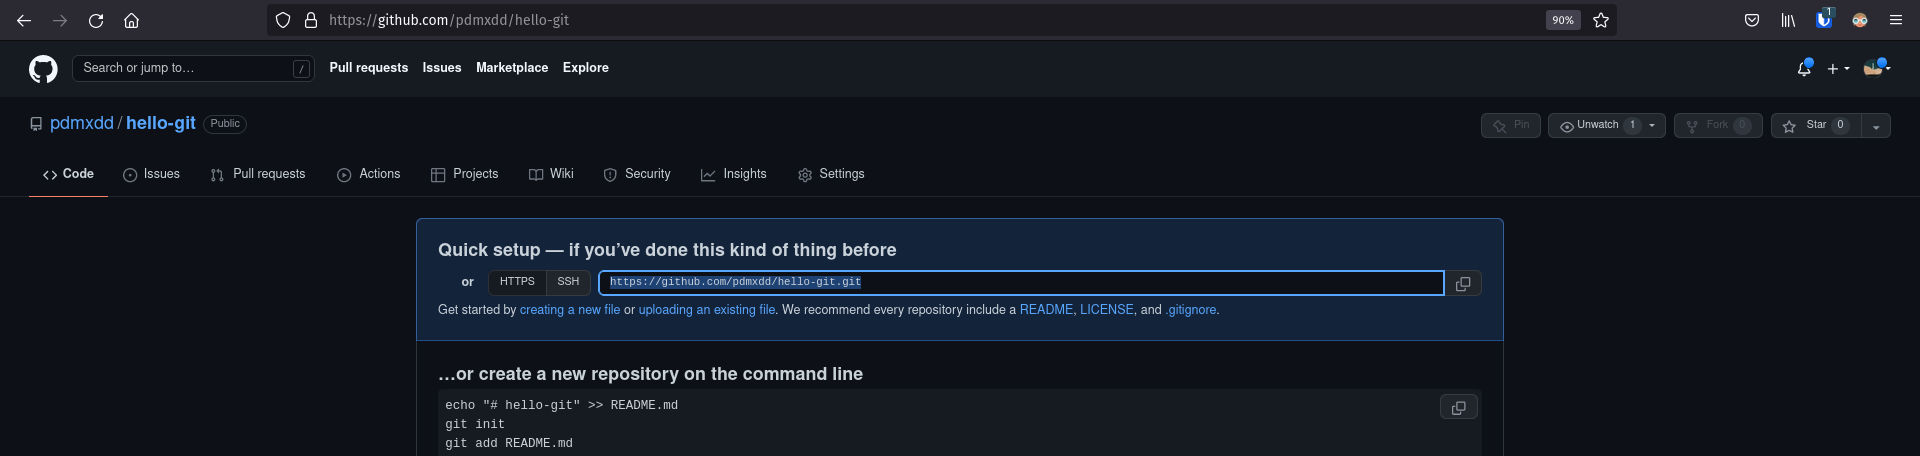 https://github.com/pdmxdd/hello-git 90% 1
Search or jump to... / Pull requests Issues Marketplace Explore
pdmxdd / hello-git Public Pin Unwatch 1 Fork 0 Star 0
Code Issues Pull requests Actions Projects Wiki Security Insights Settings
Quick setup — if you’ve done this kind of thing before
or HTTPS SSH https://github.com/pdmxdd/hello-git.git
Get started by creating a new file or uploading an existing file. We recommend every repository include a README, LICENSE, and .gitignore.
…or create a new repository on the command line
echo "# hello-git" >> README.md
git init
git add README.md